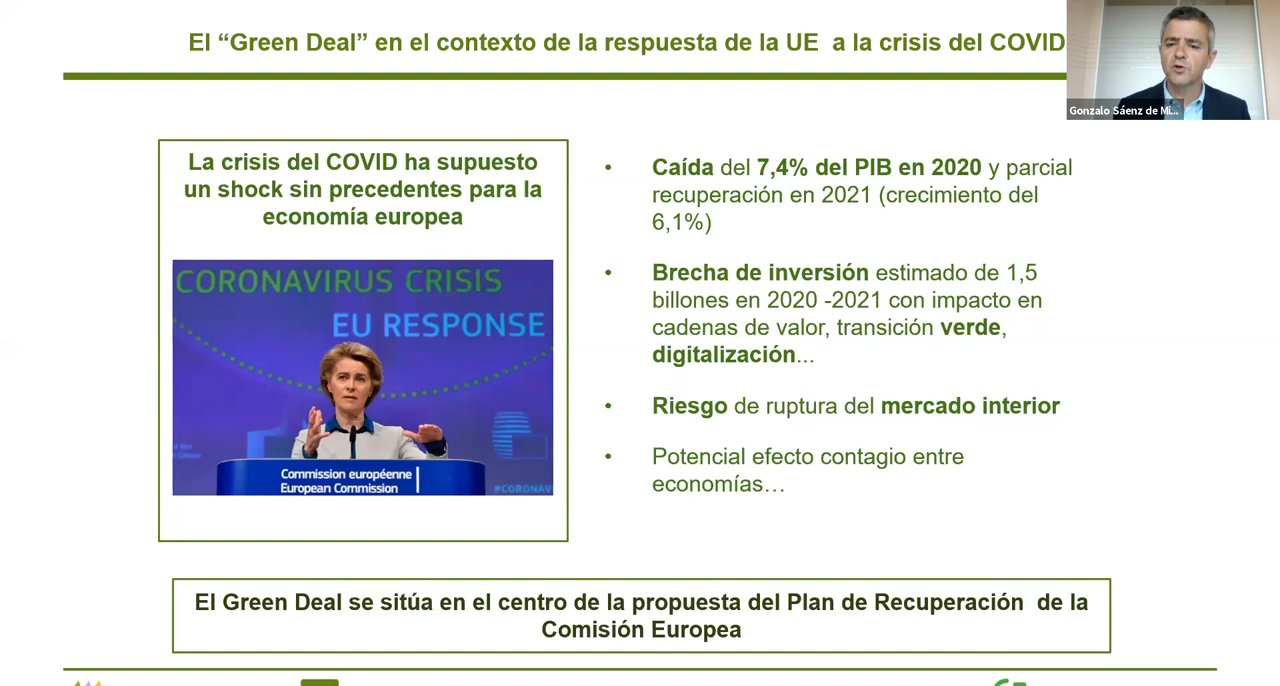 El “Green Deal” en el contexto de la respuesta de la UE a la crisis del COVID
Gonzalo Sáenz de Mi...
La crisis del COVID ha supuesto
un shock sin precedentes para la
economía europea
CORONAVIRUS CRISIS
EU RESPONSE
Commission européenne
European Commission
#CORONAV
• Caída del 7,4% del PIB en 2020 y parcial
recuperación en 2021 (crecimiento del
6,1%)
• Brecha de inversión estimado de 1,5
billones en 2020 -2021 con impacto en
cadenas de valor, transición verde,
digitalización...
• Riesgo de ruptura del mercado interior
• Potencial efecto contagio entre
economías…
El Green Deal se sitúa en el centro de la propuesta del Plan de Recuperación de la
Comisión Europea